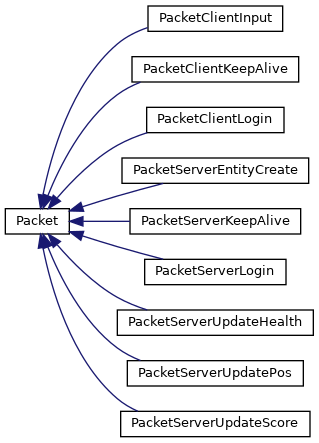 PacketClientInput
PacketClientKeepAlive
PacketClientLogin
PacketServerEntityCreate
Packet
PacketServerKeepAlive
PacketServerLogin
PacketServerUpdateHealth
PacketServerUpdatePos
PacketServerUpdateScore